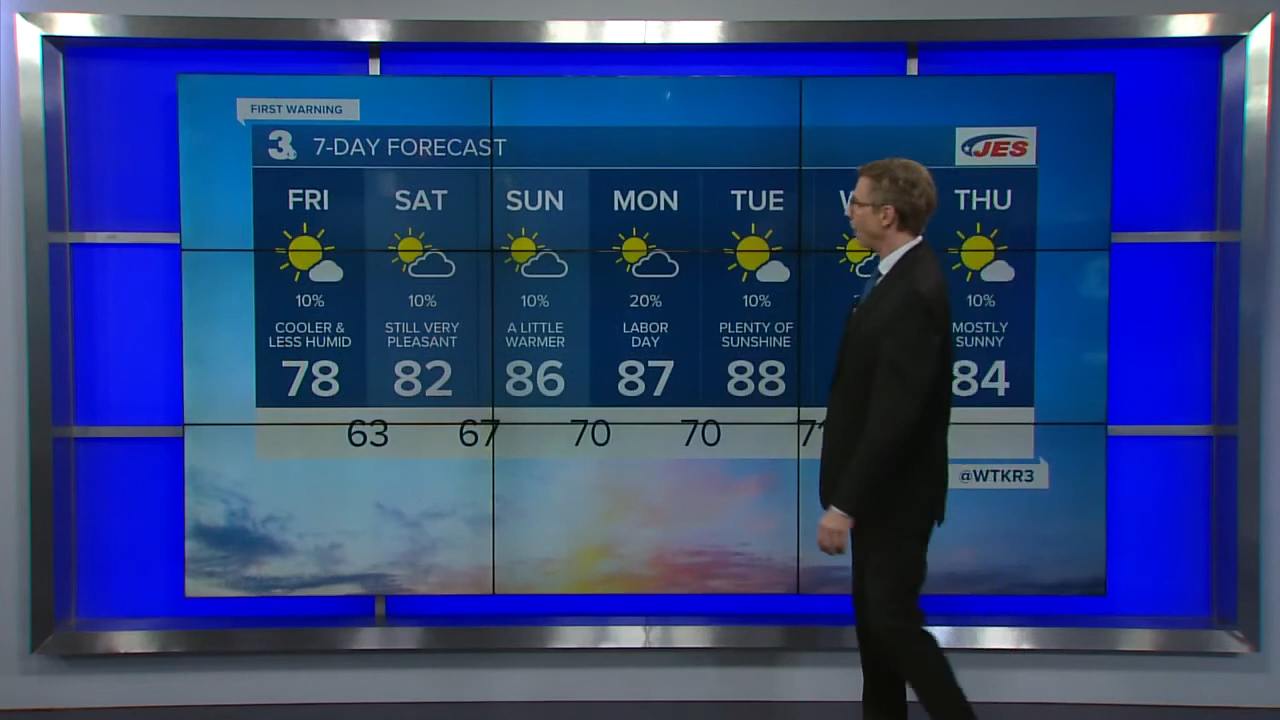 FIRST WARNING
3 7-DAY FORECAST
JES
FRI SAT SUN MON TUE THU
10% 10% 10% 20% 10% 10%
COOLER & STILL VERY A LITTLE LABOR PLENTY OF MOSTLY
LESS HUMID PLEASANT WARMER DAY SUNSHINE SUNNY
78 82 86 87 88 84
63 67 70 70
@WTKR3